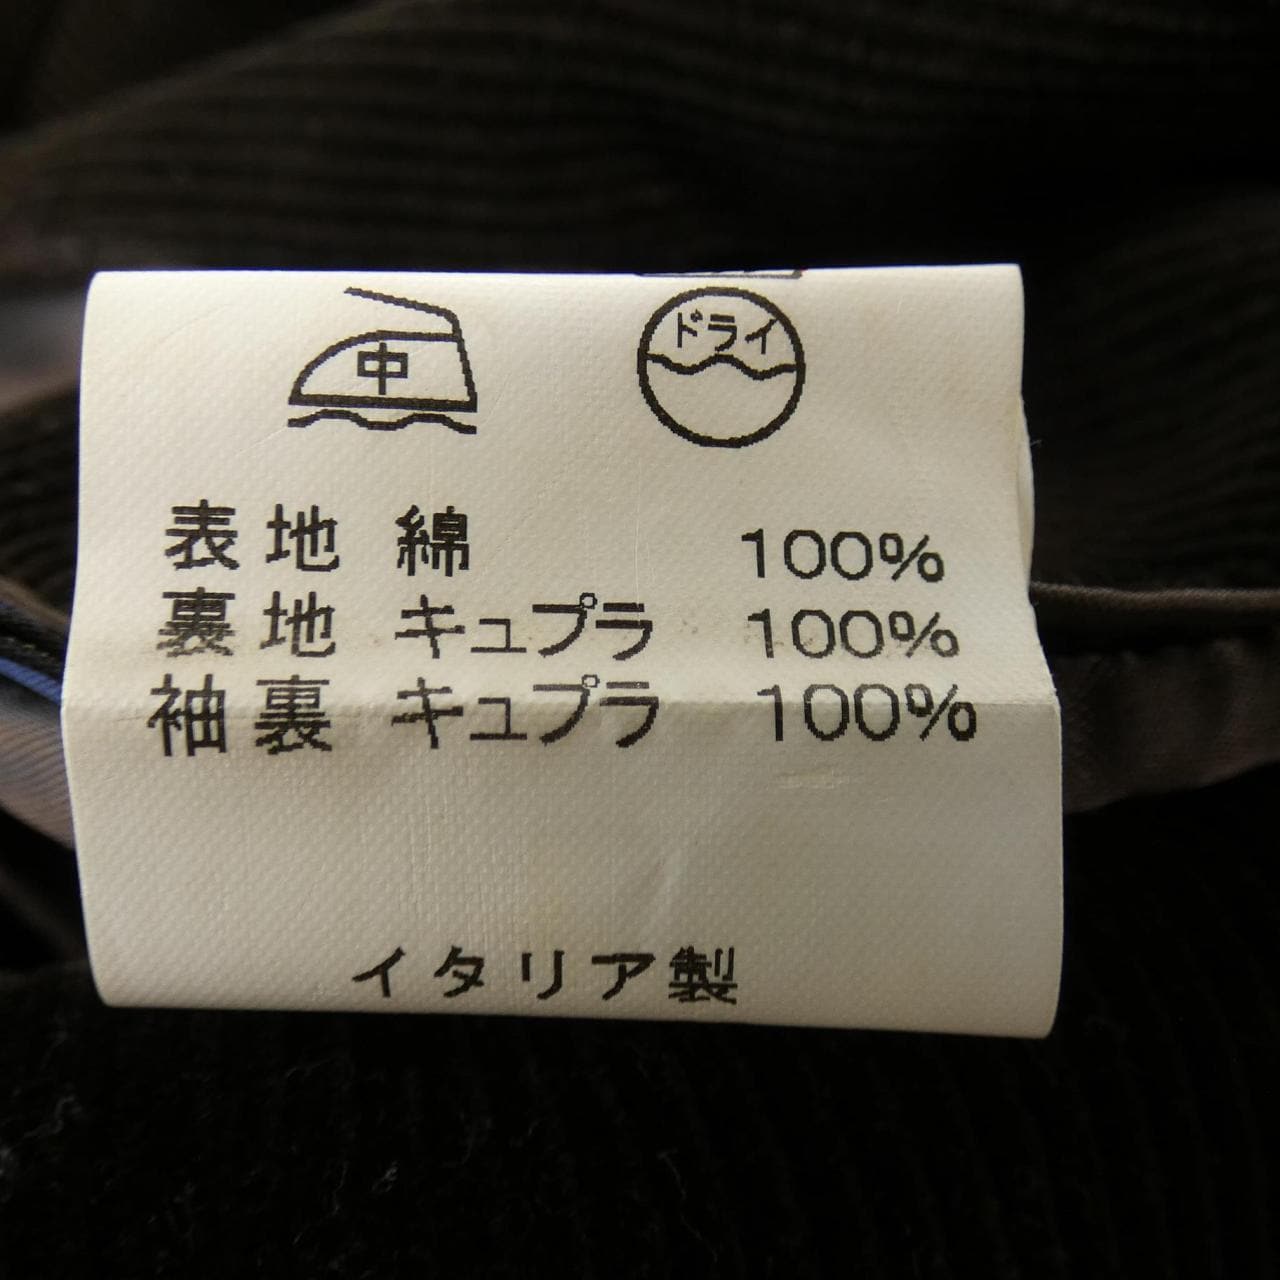 中 ドライ
表地 綿 100%
裏地 キュプラ 100%
袖裏 キュプラ 100%
イタリア製